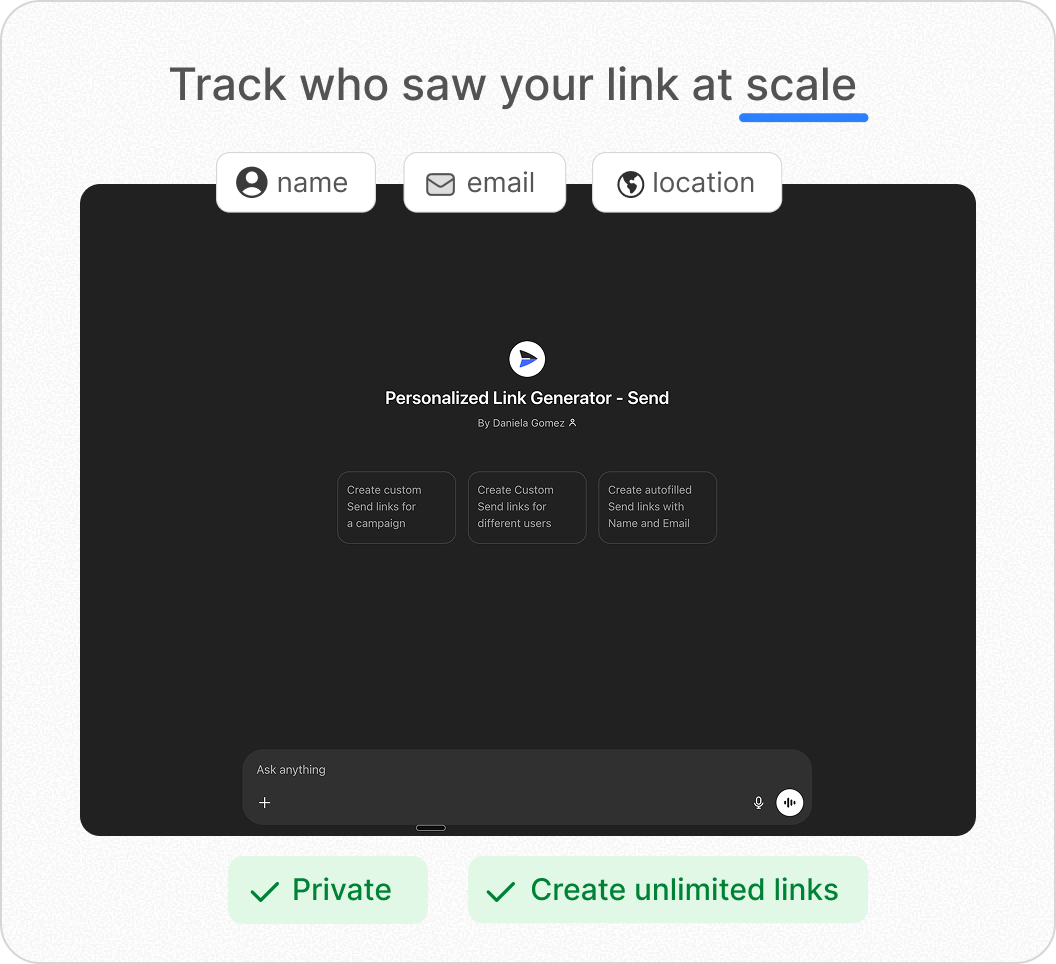 Track who saw your link at scale
name
email
location
Personalized Link Generator - Send
By Daniela Gomez
Create custom
Send links for
a campaign
Create Custom
Send links for
different users
Create autofilled
Send links with
Name and Email
Ask anything
Private
Create unlimited links